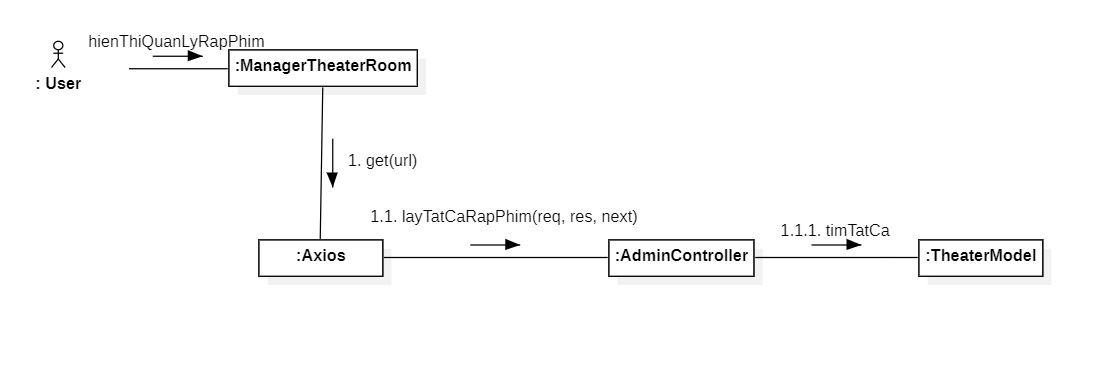 hienThiQuanLyRapPhim
:ManagerTheaterRoom
: User
1. get(url)
1.1. layTatCaRapPhim(req, res, next)
1.1.1. timTatCa
:Axios
:AdminController
:TheaterModel